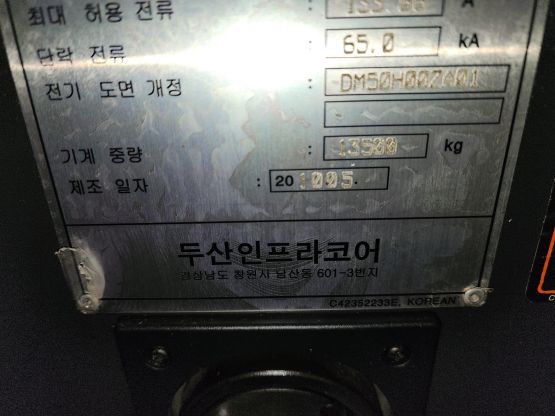 최대 허용 전류 : A
단락 전류 : 65.0 kA
전기 도면 개정 : DM50H007A01
기계 중량 : 13500 kg
제조 일자 : 201005.
두산인프라코어
경상남도 창원시 남산동 601-3번지
C42352233E, KOREAN